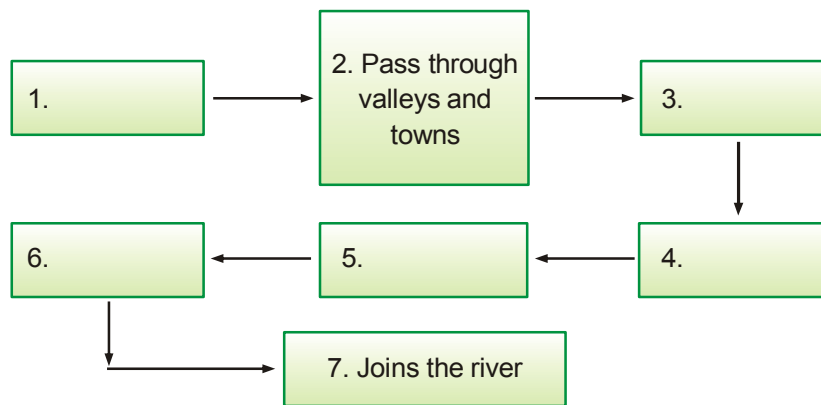 1.
2. Pass through
valleys and
towns
3.
4.
5.
6.
7. Joins the river